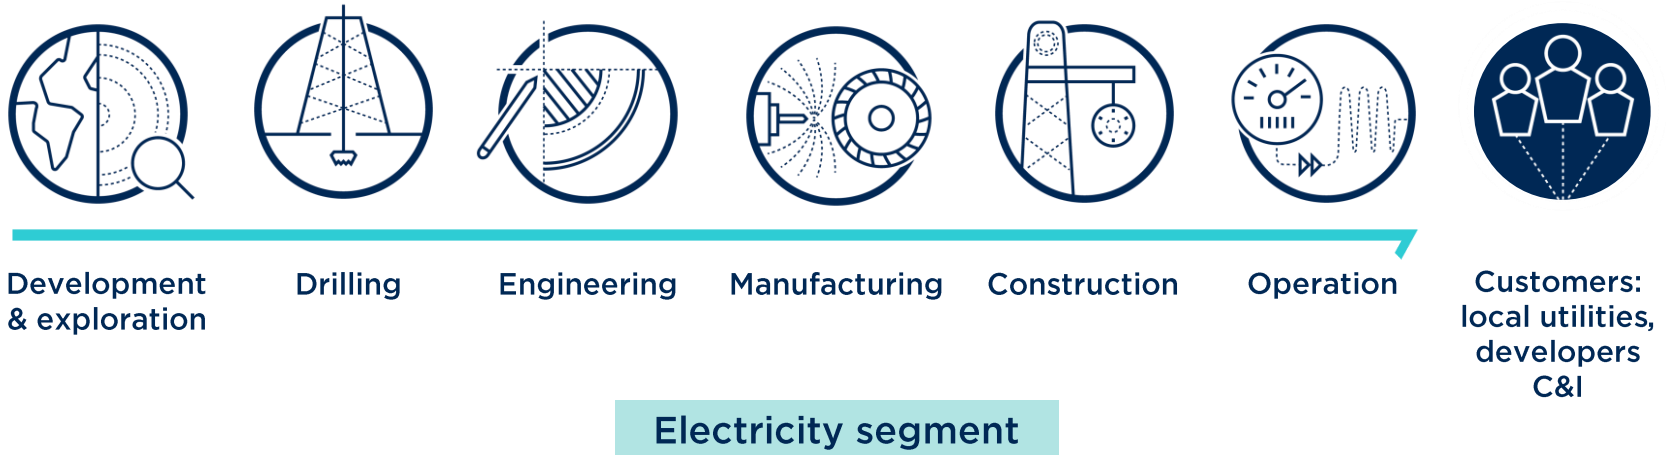 Development
& exploration
Drilling
Engineering
Manufacturing
Construction
Operation
Customers:
local utilities,
developers
C&I
Electricity segment